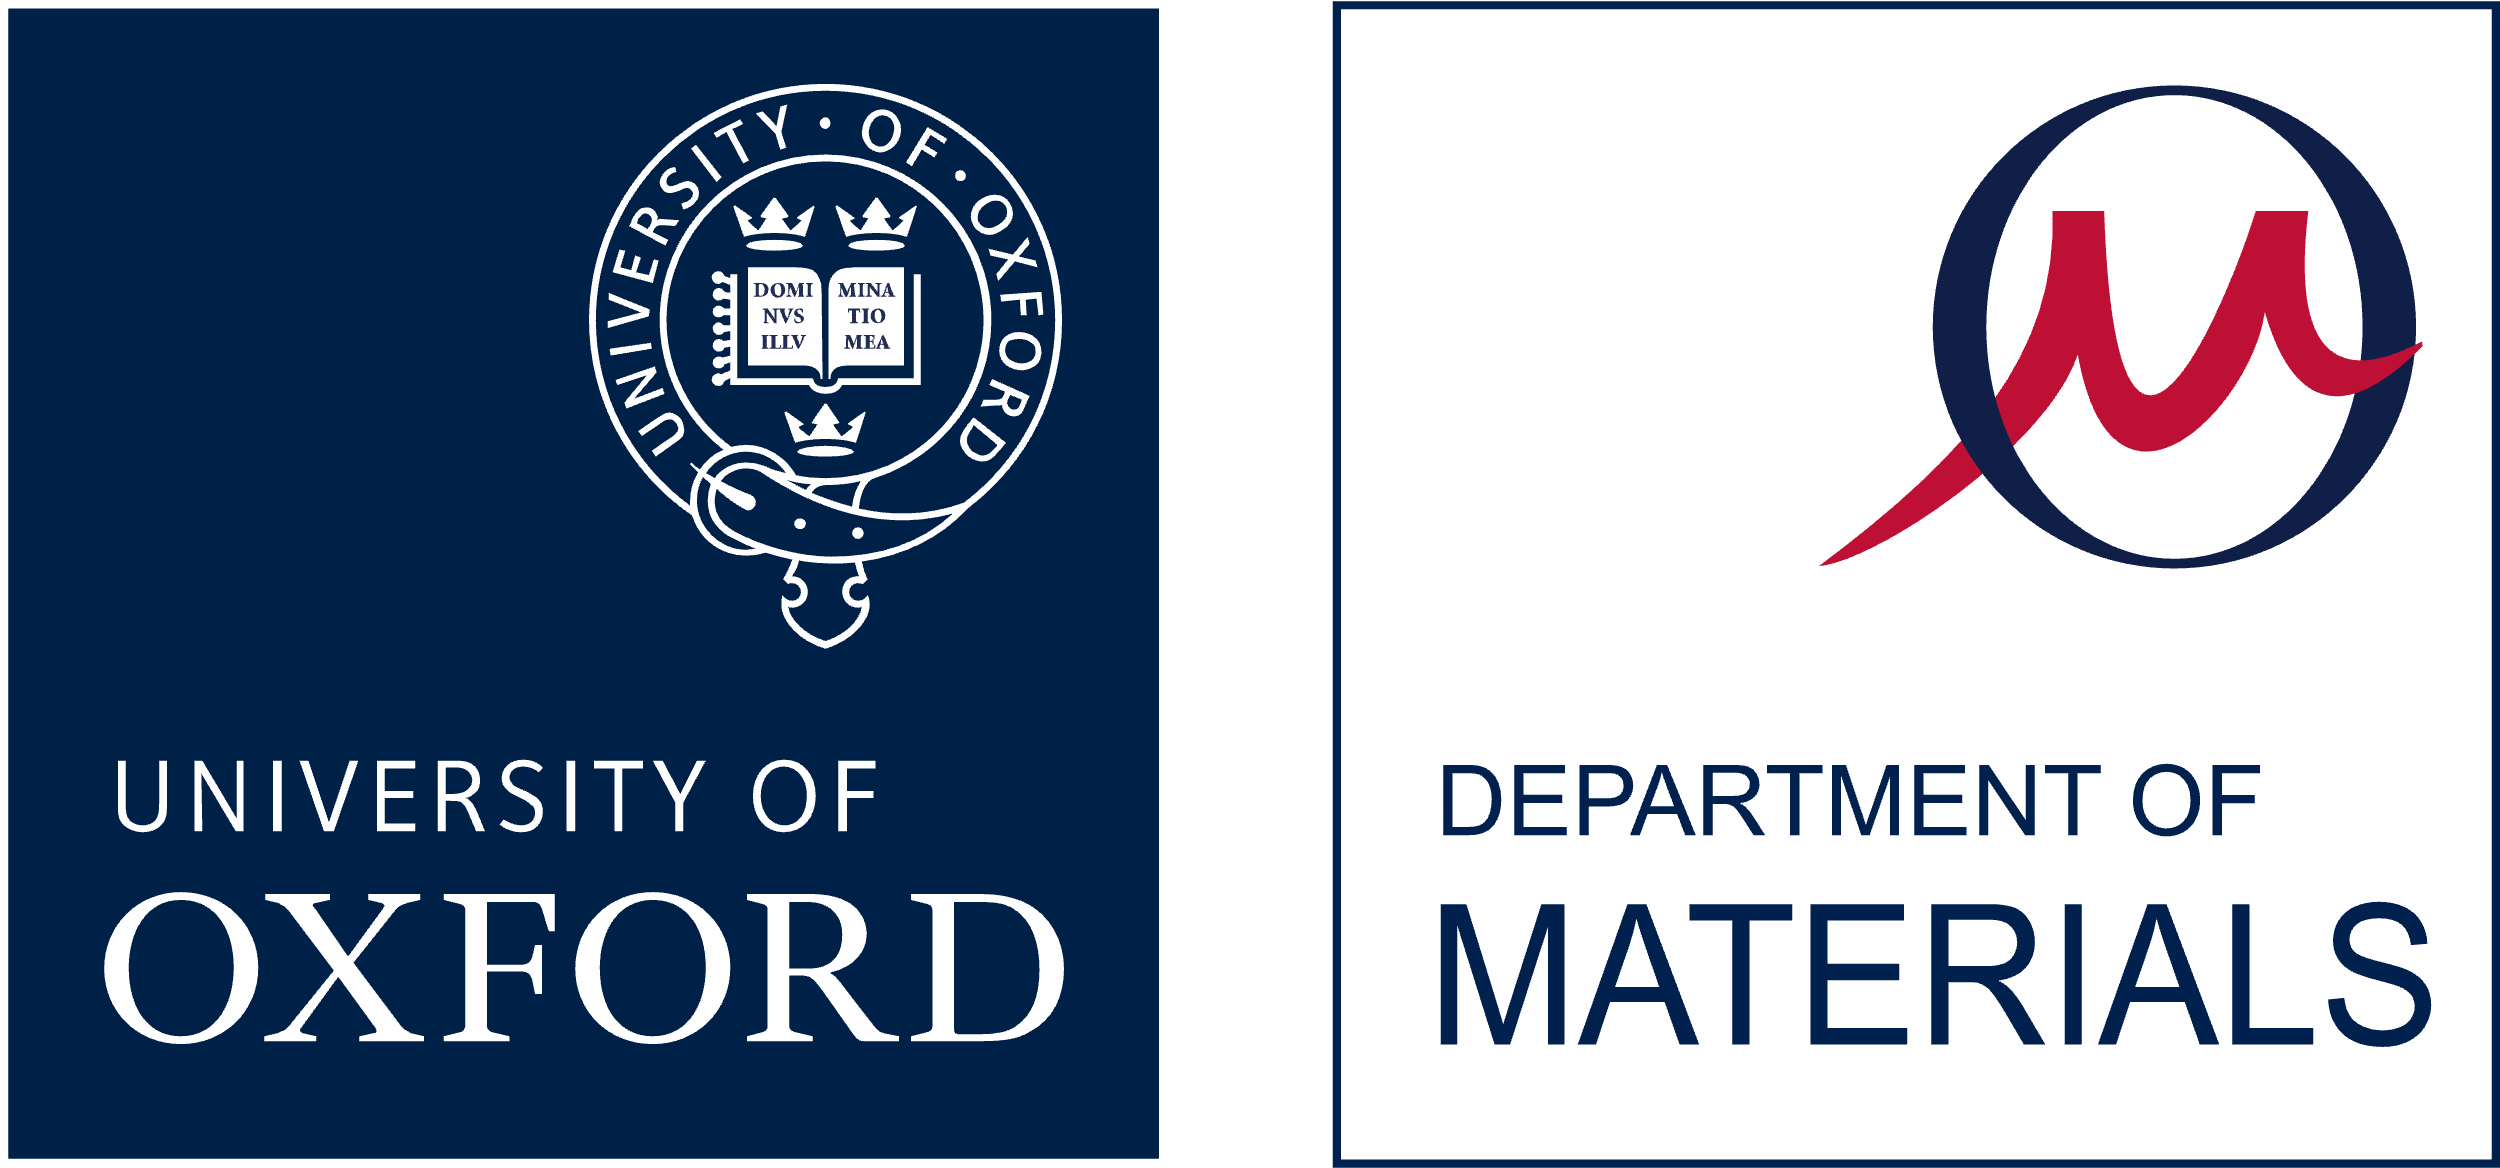 UNIVERSITY · OF · OXFORD
DOMI
NVS
ILLV
MINA
TIO
MEA
UNIVERSITY OF
OXFORD
DEPARTMENT OF
MATERIALS